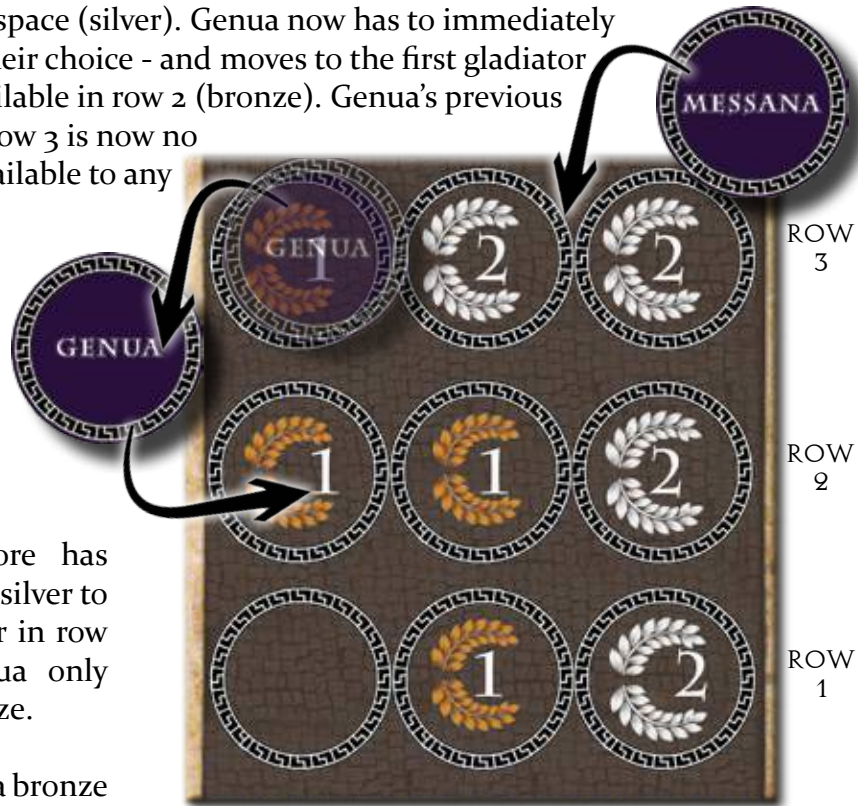 space (silver). Genua now has to immediately
heir choice - and moves to the first gladiator
ilable in row 2 (bronze). Genua's previous
MESSANA
ow 3 is now no
ailable to any
GENUA
1
2
2
ROW
3
GENUA
1
1
2
ROW
2
ore has
silver to
r in row
ua only
ze.
1
2
ROW
1
a bronze